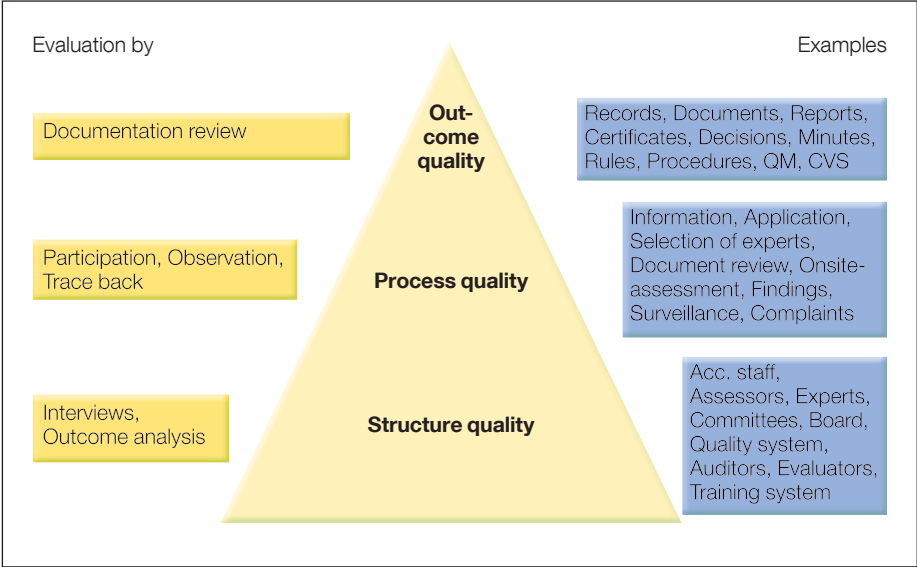 Evaluation by
Examples
Documentation review
Out-
come
quality
Records, Documents, Reports,
Certificates, Decisions, Minutes,
Rules, Procedures, QM, CVS
Participation, Observation,
Trace back
Process quality
Information, Application,
Selection of experts,
Document review, Onsite-
assessment, Findings,
Surveillance, Complaints
Interviews,
Outcome analysis
Structure quality
Acc. staff,
Assessors, Experts,
Committees, Board,
Quality system,
Auditors, Evaluators,
Training system